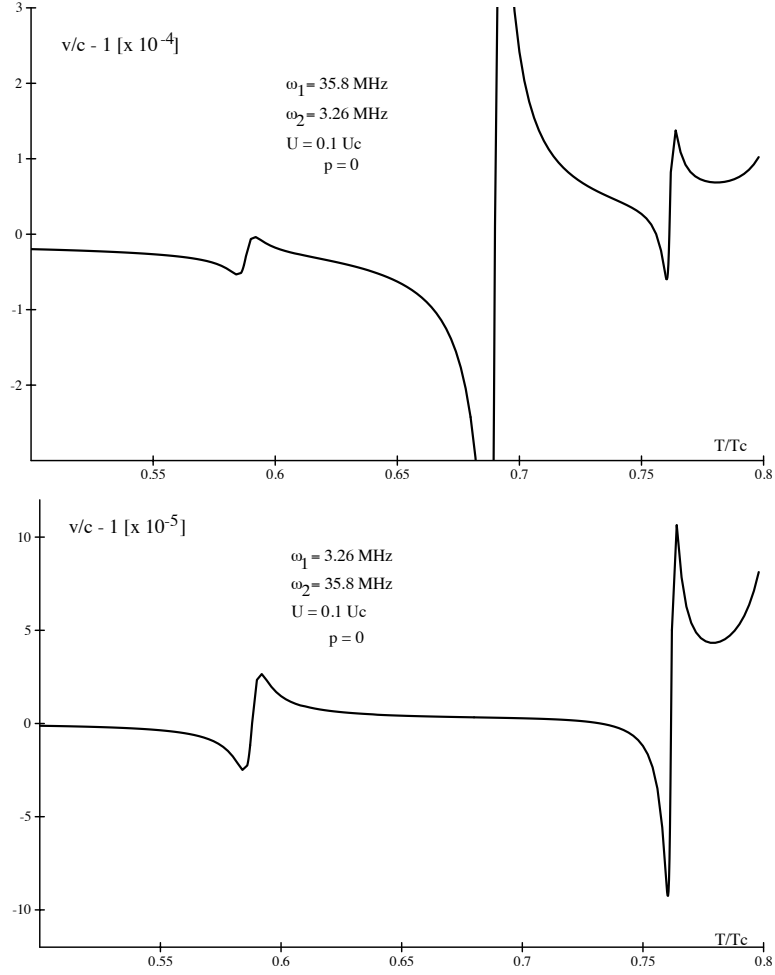 3
v/c - 1 [x 10⁻⁴]
ω₁ = 35.8 MHz
2
ω₂ = 3.26 MHz
U = 0.1 Uc
p = 0
1
0
-1
-2
T/Tc
0.55 0.6 0.65 0.7 0.75 0.8
v/c - 1 [x 10⁻⁵]
10
ω₁ = 3.26 MHz
ω₂ = 35.8 MHz
U = 0.1 Uc
p = 0
5
0
-5
-10
T/Tc
0.55 0.6 0.65 0.7 0.75 0.8